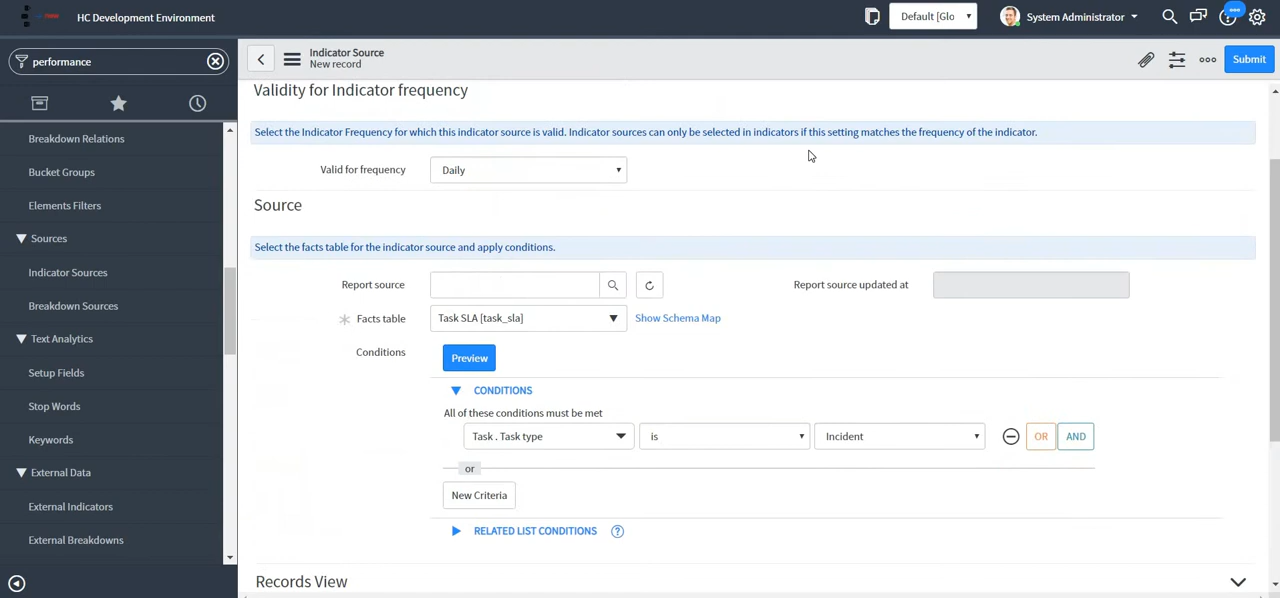 HC Development Environment
Default [Glo
System Administrator
performance
Indicator Source
New record
Submit
Breakdown Relations
Bucket Groups
Elements Filters
Sources
Indicator Sources
Breakdown Sources
Text Analytics
Setup Fields
Stop Words
Keywords
External Data
External Indicators
External Breakdowns
Validity for Indicator frequency
Select the Indicator Frequency for which this indicator source is valid. Indicator sources can only be selected in indicators if this setting matches the frequency of the indicator.
Valid for frequency
Daily
Source
Select the facts table for the indicator source and apply conditions.
Report source
Report source updated at
Facts table
Task SLA [task_sla]
Show Schema Map
Conditions
Preview
CONDITIONS
All of these conditions must be met
Task . Task type
is
Incident
OR
AND
or
New Criteria
RELATED LIST CONDITIONS
Records View